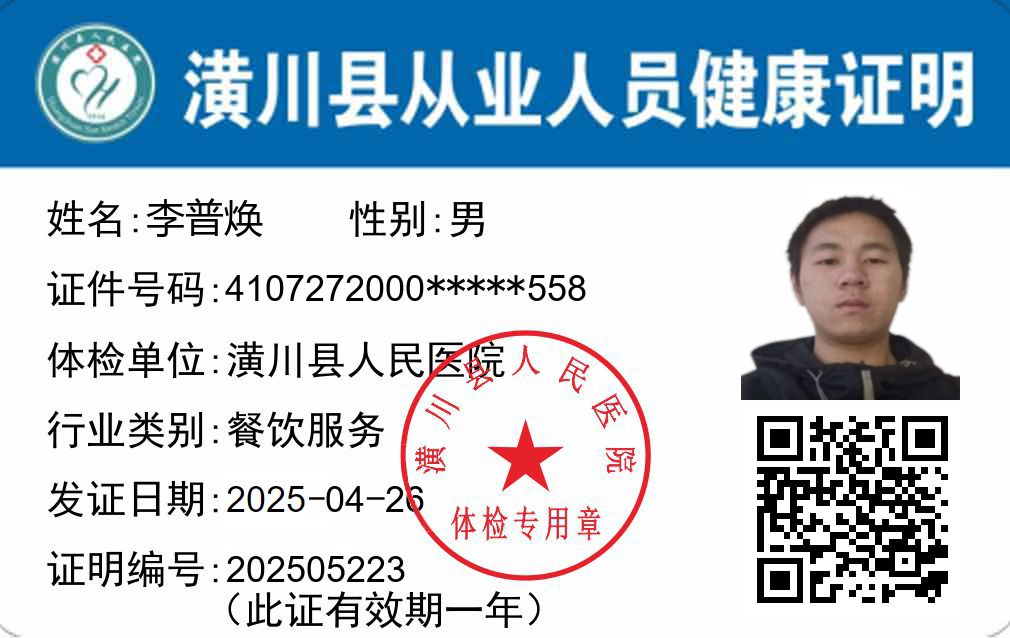 潢川县从业人员健康证明
姓名:李普焕 性别:男
证件号码:4107272000*****558
体检单位:潢川县人民医院
行业类别:餐饮服务
发证日期:2025-04-26
证明编号:202505223
(此证有效期一年)
潢川县人民医院
体检专用章